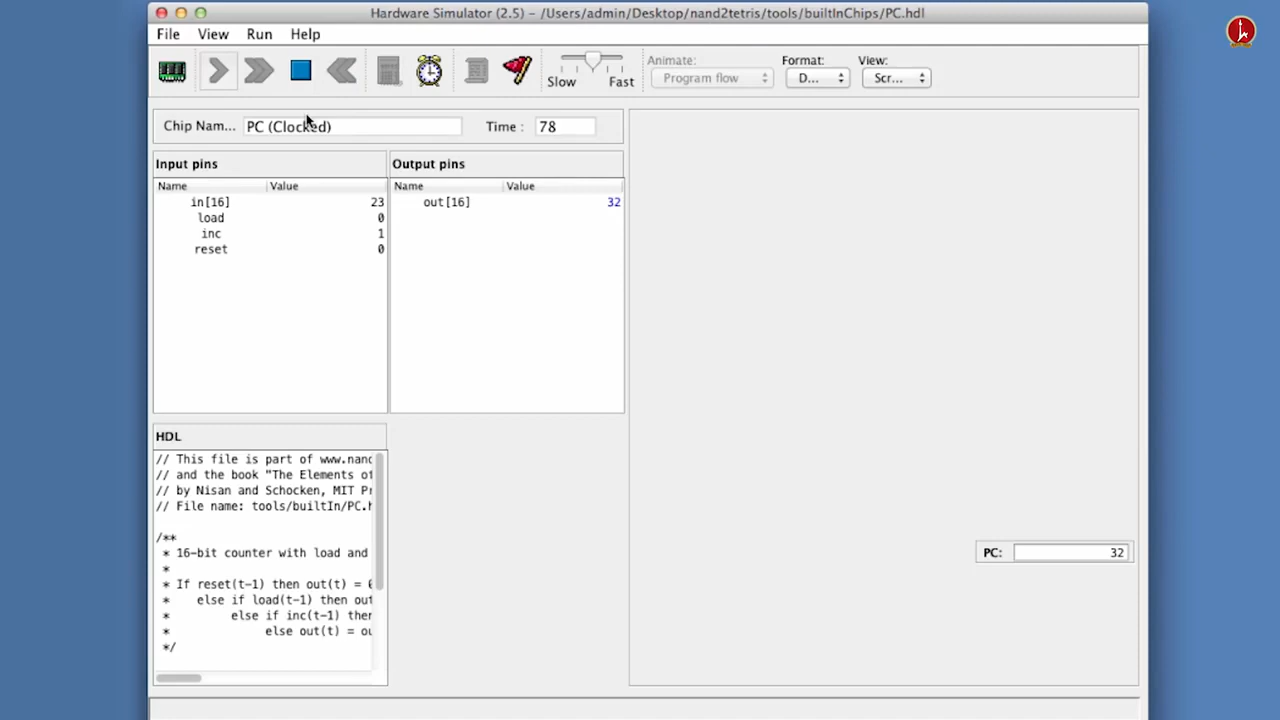 Hardware Simulator (2.5) – /Users/admin/Desktop/nand2tetris/tools/builtInChips/PC.hdl
File View Run Help
Slow Fast
Animate:
Program flow
Format:
D...
View:
Scr...
Chip Nam... PC (Clocked) Time : 78
Input pins
Name Value
in[16] 23
load 0
inc 1
reset 0
Output pins
Name Value
out[16] 32
HDL
// This file is part of www.nand
// and the book "The Elements of
// by Nisan and Schocken, MIT Pr
// File name: tools/builtIn/PC.h
/**
* 16-bit counter with load and
*
* If reset(t-1) then out(t) = 0
* else if load(t-1) then out
* else if inc(t-1) then
* else out(t) = ou
*/
PC: 32